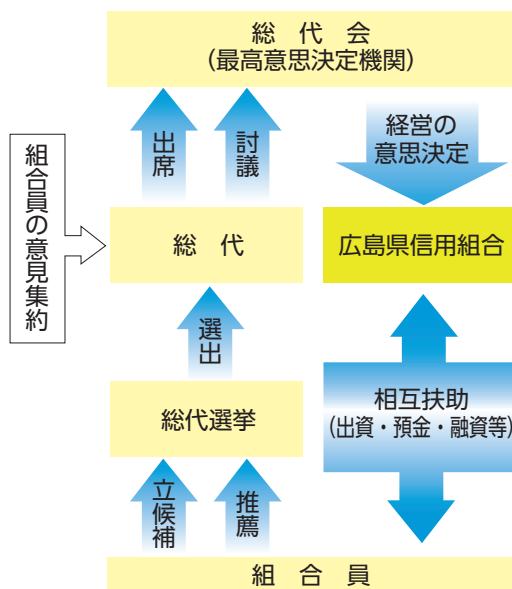 総代会
(最高意思決定機関)
出席
討議
経営の
意思決定
組合員の意見集約
総代
広島県信用組合
選出
総代選挙
相互扶助
(出資・預金・融資等)
立候補
推薦
組合員